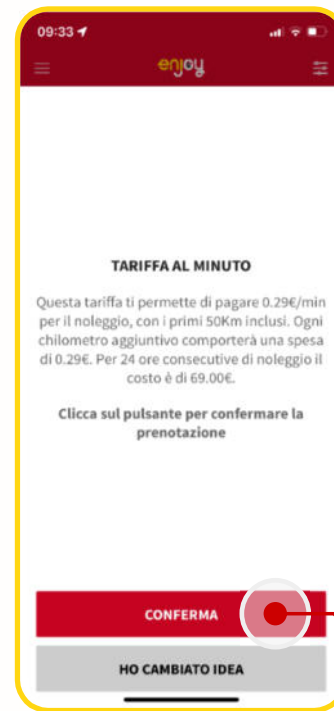 09:33
enjoy
TARIFFA AL MINUTO
Questa tariffa ti permette di pagare 0.29€/min
per il noleggio, con i primi 50Km inclusi. Ogni
chilometro aggiuntivo comporterà una spesa
di 0.29€. Per 24 ore consecutive di noleggio il
costo è di 69.00€.
Clicca sul pulsante per confermare la
prenotazione
CONFERMA
HO CAMBIATO IDEA